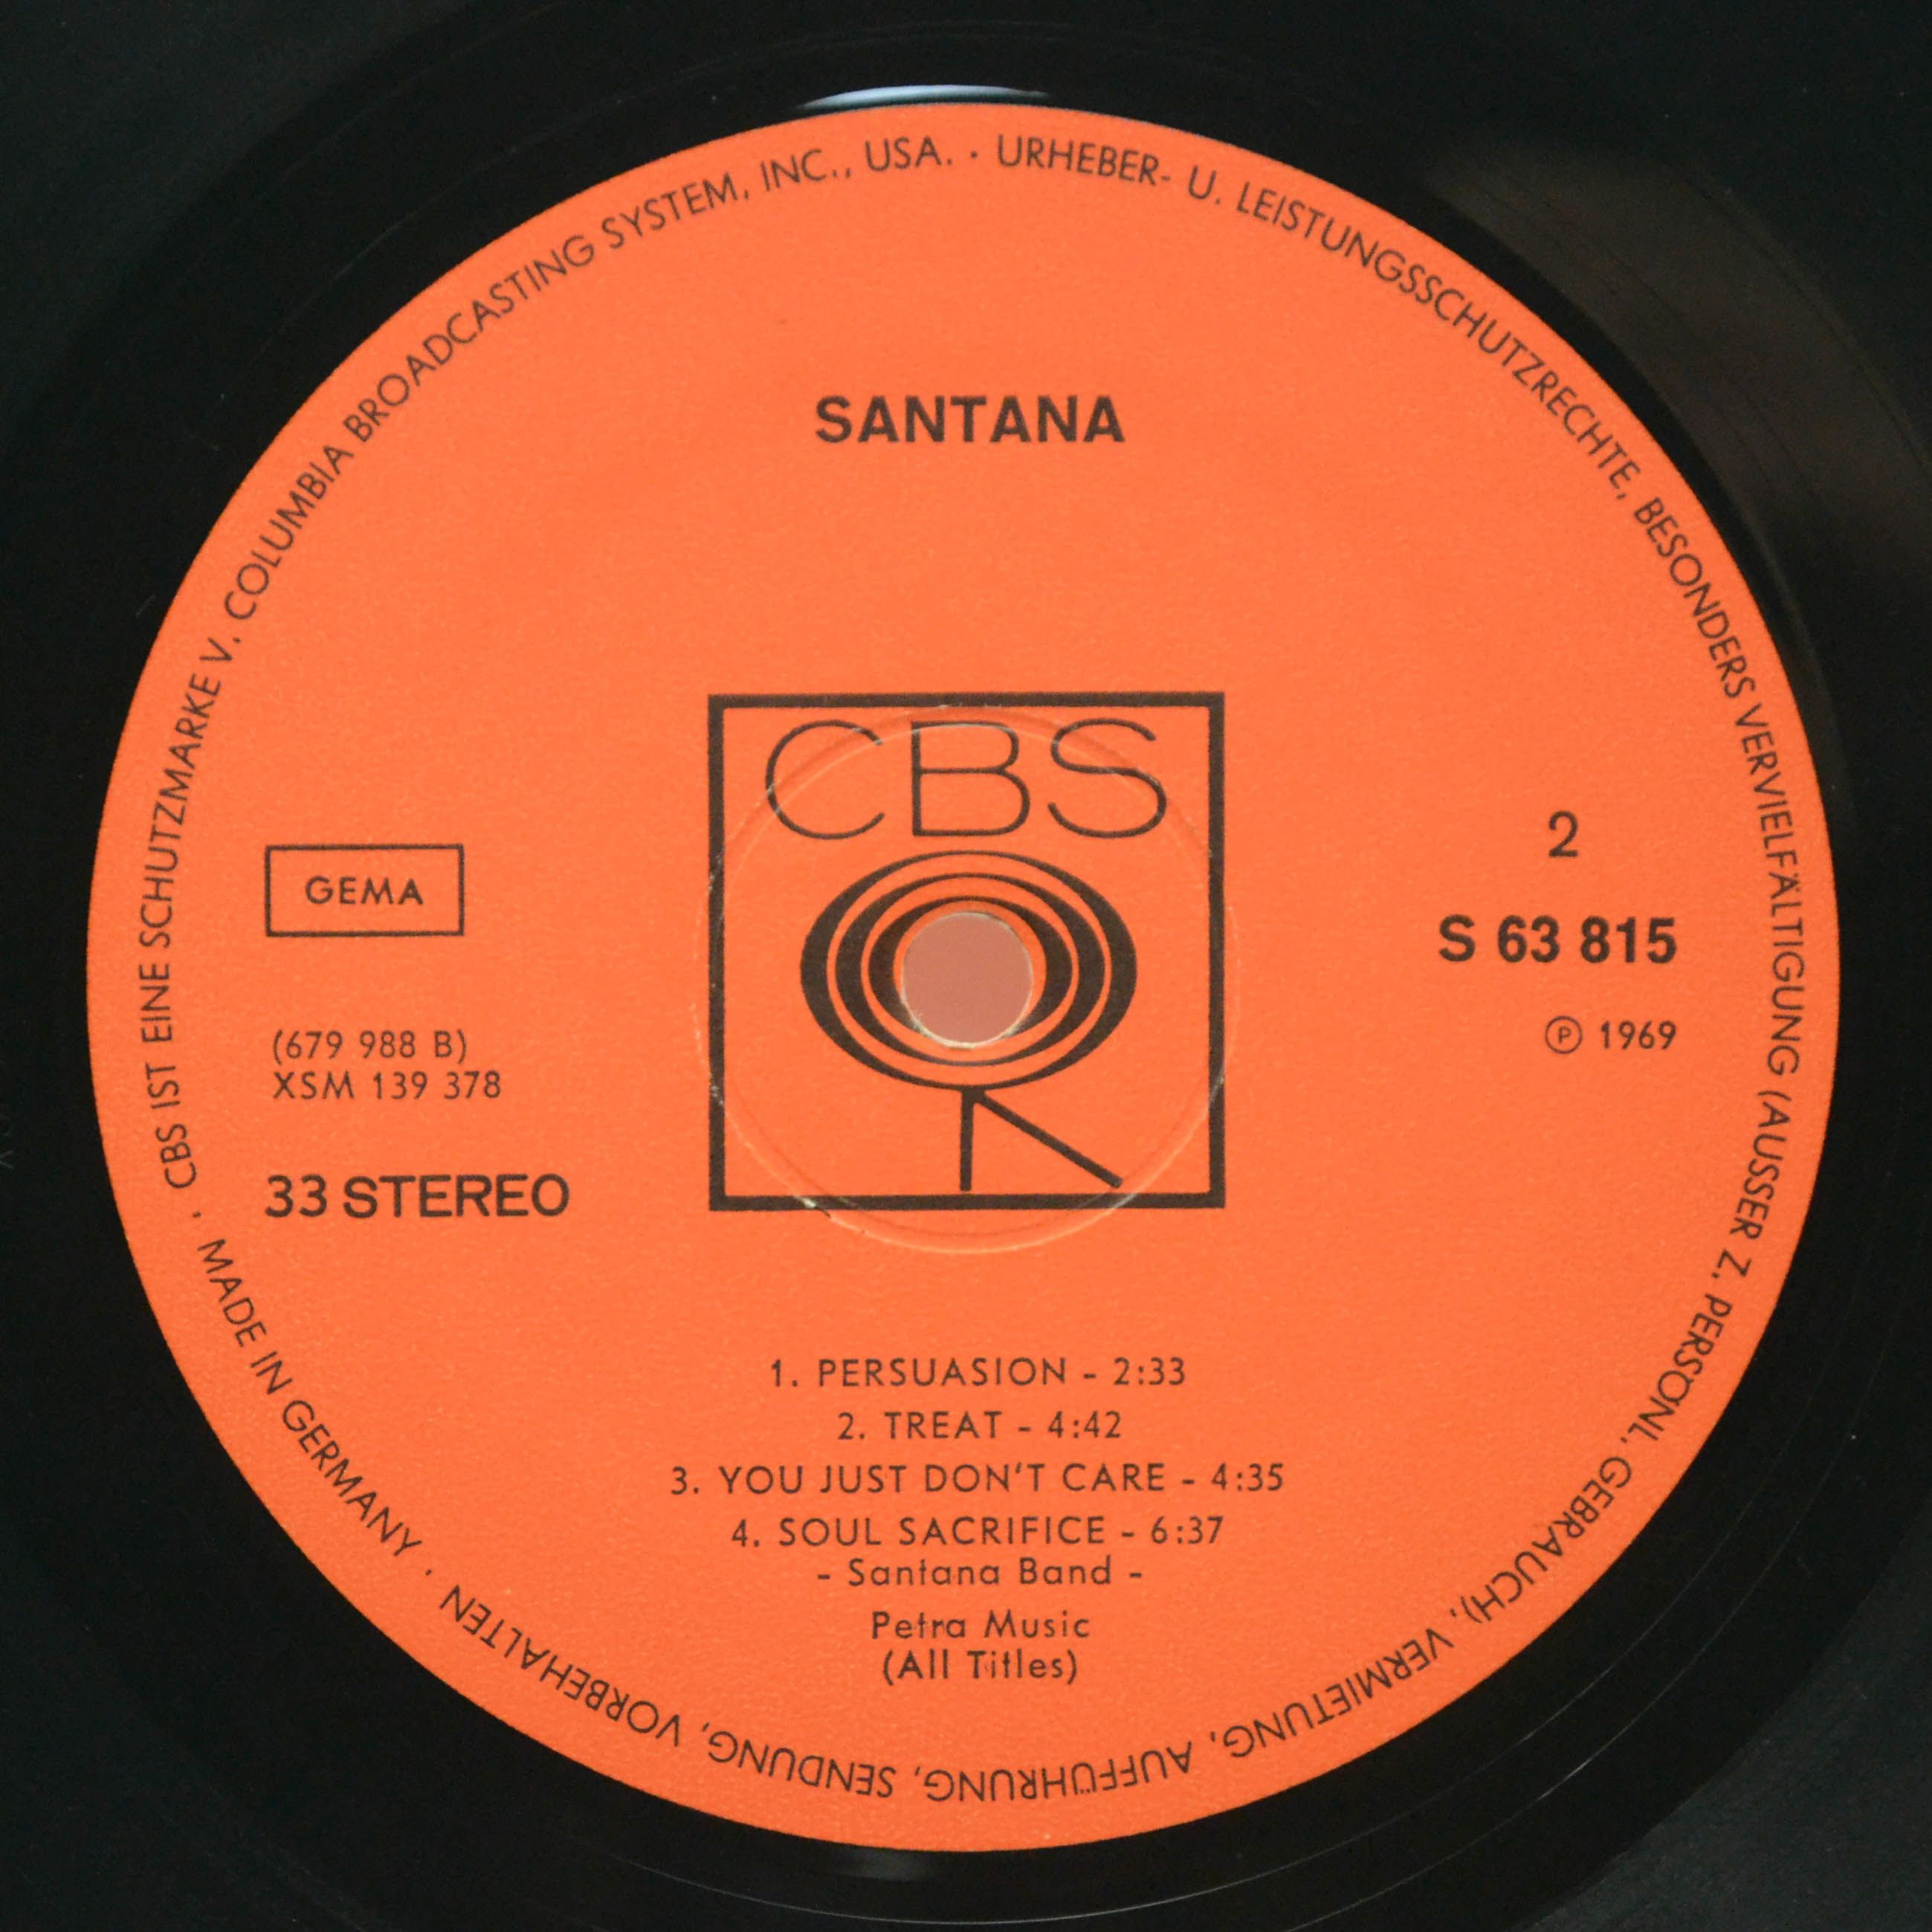 CBS IST EINE SCHUTZMARKE V. COLUMBIA BROADCASTING SYSTEM, INC., USA. · URHEBER- U. LEISTUNGSSCHUTZRECHTE, BESONDERS VERVIELFÄLTIGUNG (AUSSER Z. PERSÖNL. GEBRAUCH), VERMIETUNG, AUFFÜHRUNG, SENDUNG, VORBEHALTEN · MADE IN GERMANY ·
SANTANA
CBS
GEMA
2
S 63 815
(679 988 B)
XSM 139 378
℗ 1969
33 STEREO
1. PERSUASION - 2:33
2. TREAT - 4:42
3. YOU JUST DON'T CARE - 4:35
4. SOUL SACRIFICE - 6:37
- Santana Band -
Petra Music
(All Titles)